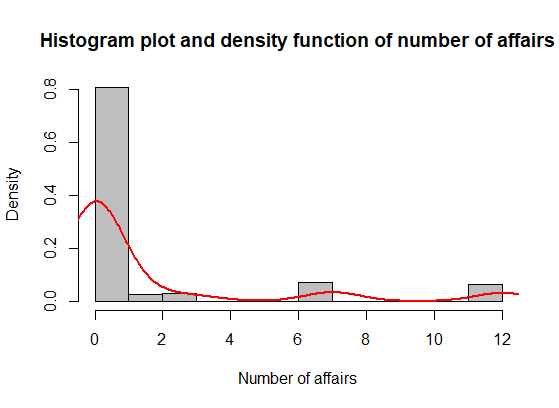 Histogram plot and density function of number of affairs
Density
0.8
0.6
0.4
0.2
0.0
0 2 4 6 8 10 12
Number of affairs